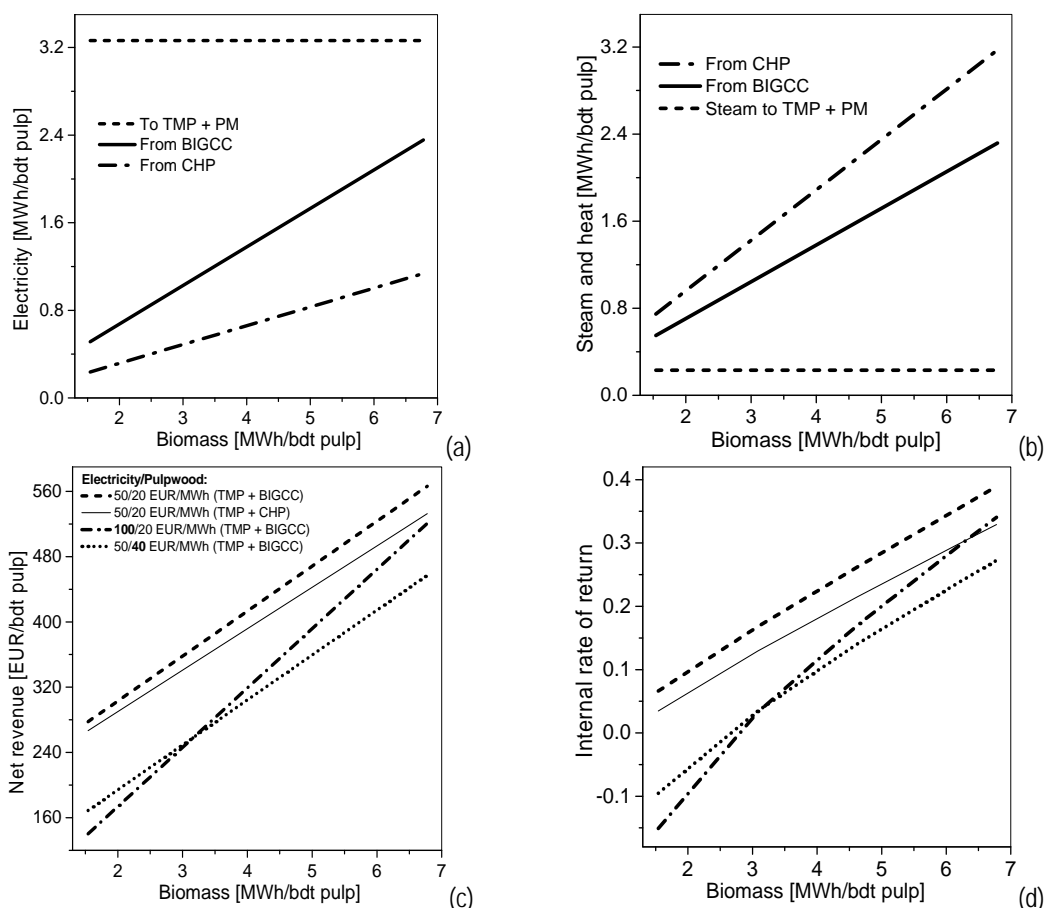 3.2
2.4
1.6
0.8
0.0
Electricity [MWh/bdt pulp]
To TMP + PM
From BIGCC
From CHP
2 3 4 5 6 7
Biomass [MWh/bdt pulp]
(a)
3.2
2.4
1.6
0.8
0.0
Steam and heat [MWh/bdt pulp]
From CHP
From BIGCC
Steam to TMP + PM
2 3 4 5 6 7
Biomass [MWh/bdt pulp]
(b)
560
480
400
320
240
160
Net revenue [EUR/bdt pulp]
Electricity/Pulpwood:
50/20 EUR/MWh (TMP + BIGCC)
50/20 EUR/MWh (TMP + CHP)
100/20 EUR/MWh (TMP + BIGCC)
50/40 EUR/MWh (TMP + BIGCC)
2 3 4 5 6 7
Biomass [MWh/bdt pulp]
(c)
0.4
0.3
0.2
0.1
0.0
-0.1
Internal rate of return
2 3 4 5 6 7
Biomass [MWh/bdt pulp]
(d)